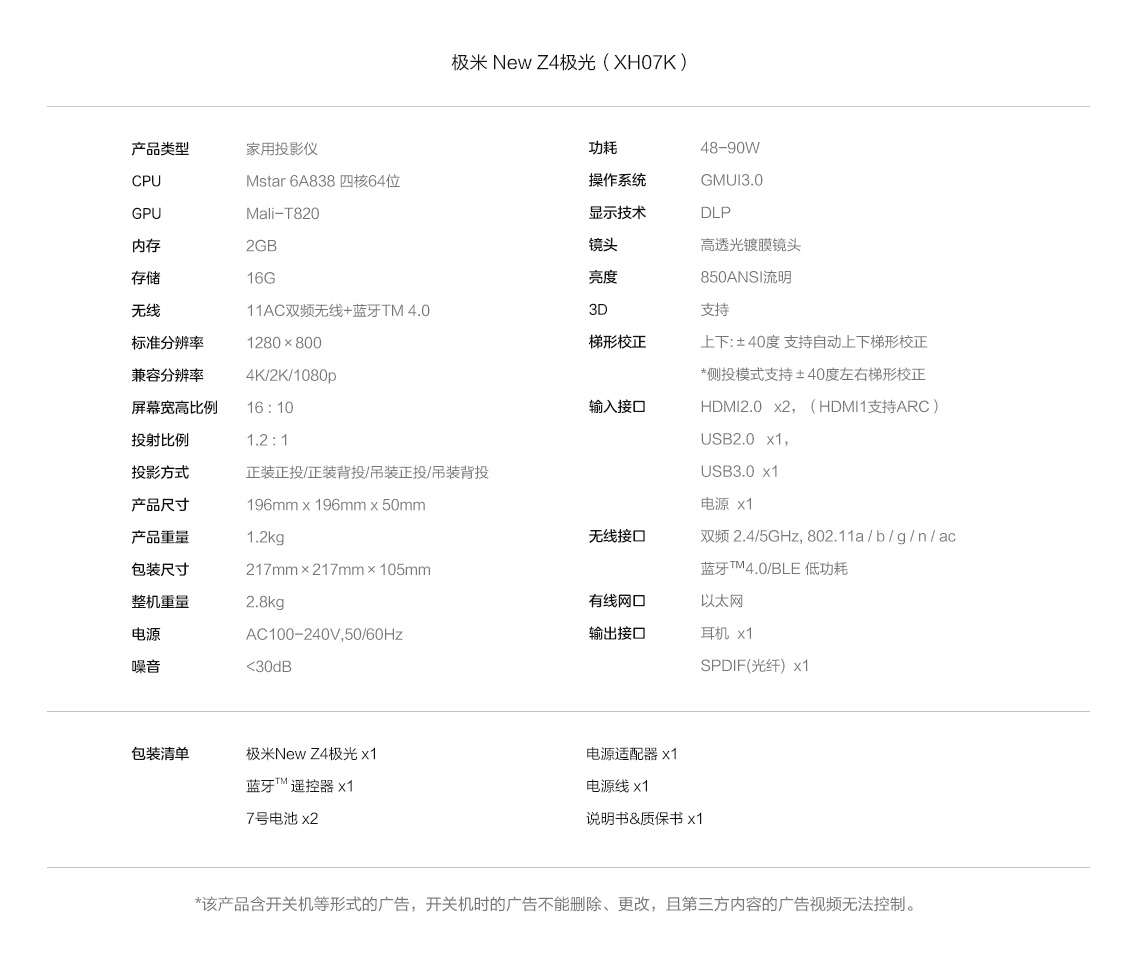 极米 New Z4极光（XH07K）
产品类型 家用投影仪
CPU Mstar 6A838 四核64位
GPU Mali-T820
内存 2GB
存储 16G
无线 11AC双频无线+蓝牙TM 4.0
标准分辨率 1280×800
兼容分辨率 4K/2K/1080p
屏幕宽高比例 16 : 10
投射比例 1.2 : 1
投影方式 正装正投/正装背投/吊装正投/吊装背投
产品尺寸 196mm x 196mm x 50mm
产品重量 1.2kg
包装尺寸 217mm×217mm×105mm
整机重量 2.8kg
电源 AC100-240V,50/60Hz
噪音 <30dB
功耗 48-90W
操作系统 GMUI3.0
显示技术 DLP
镜头 高透光镀膜镜头
亮度 850ANSI流明
3D 支持
梯形校正 上下:±40度 支持自动上下梯形校正
*侧投模式支持±40度左右梯形校正
输入接口 HDMI2.0 x2，（HDMI1支持ARC）
USB2.0 x1，
USB3.0 x1
电源 x1
无线接口 双频 2.4/5GHz, 802.11a / b / g / n / ac
蓝牙™4.0/BLE 低功耗
有线网口 以太网
输出接口 耳机 x1
SPDIF(光纤) x1
包装清单 极米New Z4极光 x1
蓝牙™ 遥控器 x1
7号电池 x2
电源适配器 x1
电源线 x1
说明书&质保书 x1
*该产品含开关机等形式的广告，开关机时的广告不能删除、更改，且第三方内容的广告视频无法控制。